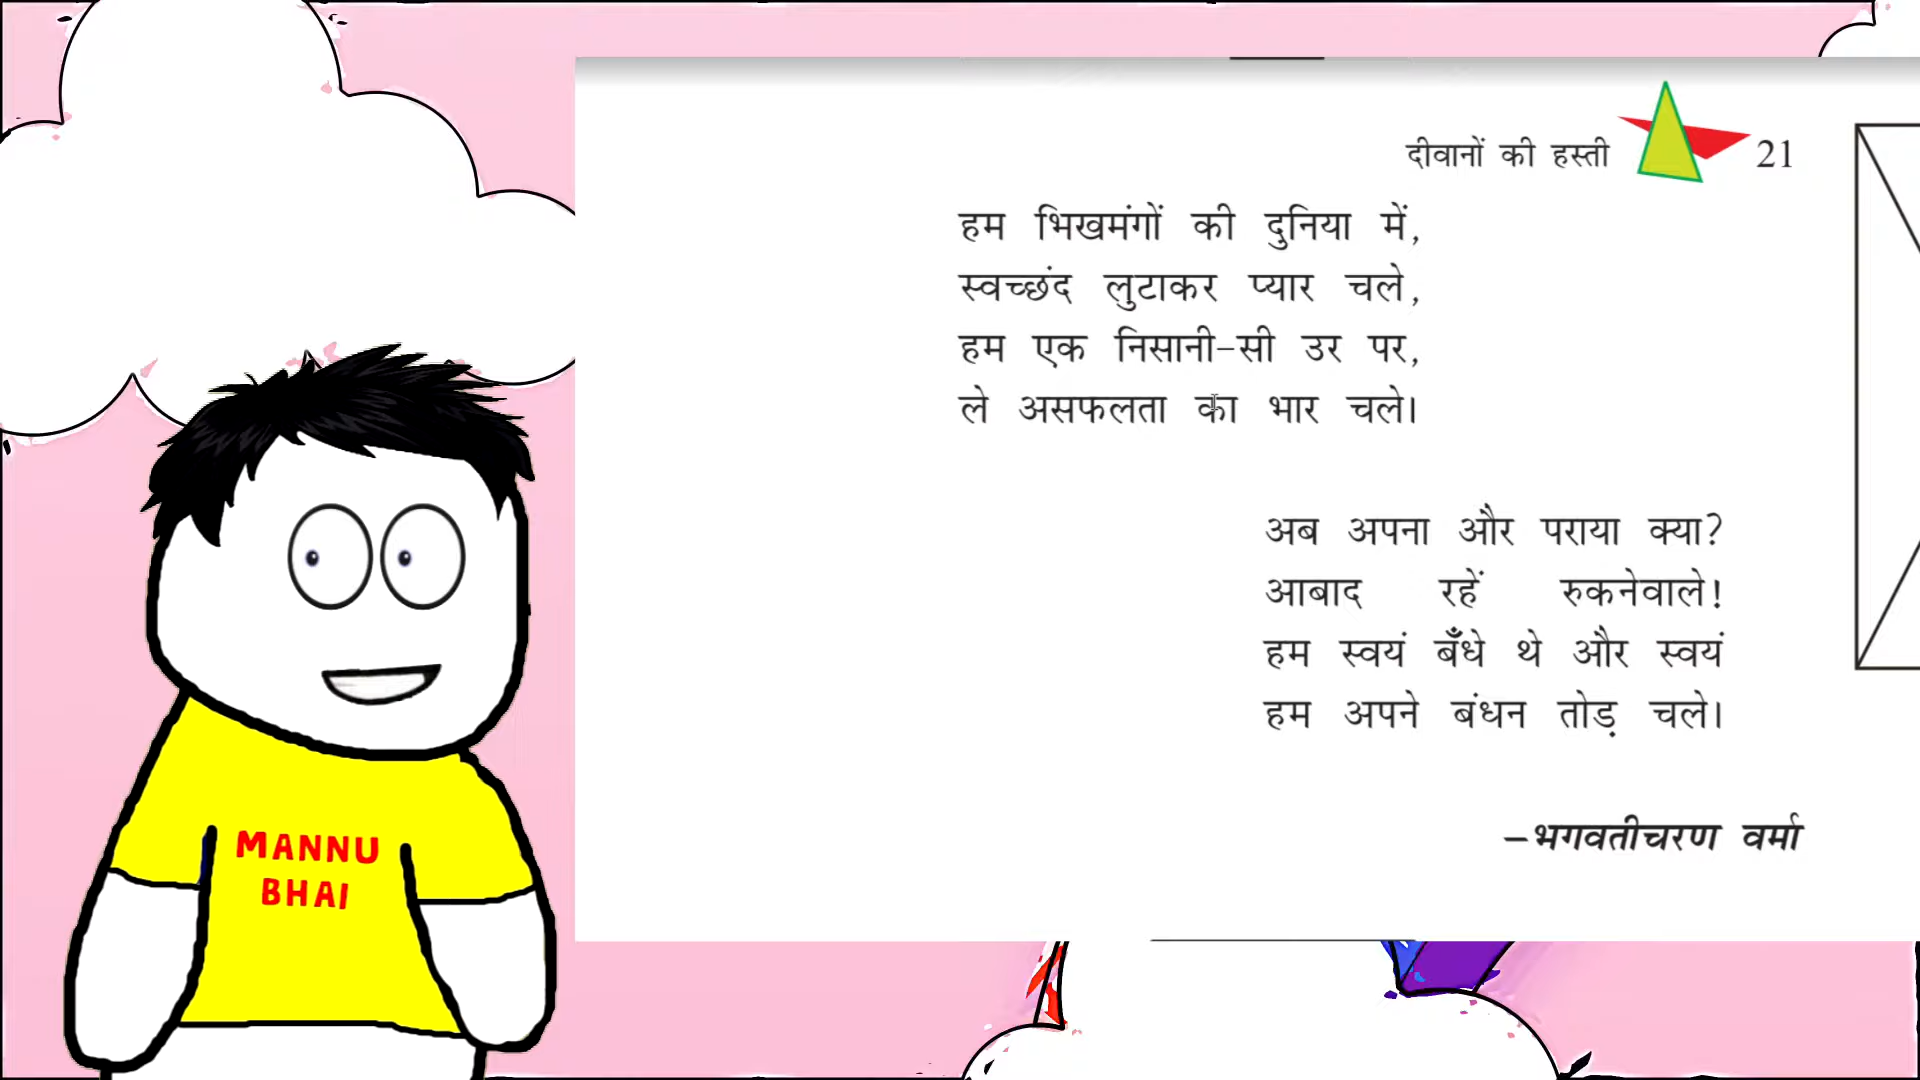 दीवानों की हस्ती 21
हम भिखमंगों की दुनिया में,
स्वच्छंद लुटाकर प्यार चले,
हम एक निसानी-सी उर पर,
ले असफलता का भार चले।
अब अपना और पराया क्या?
आबाद रहें रुकनेवाले!
हम स्वयं बँधे थे और स्वयं
हम अपने बंधन तोड़ चले।
–भगवतीचरण वर्मा
MANNU
BHAI